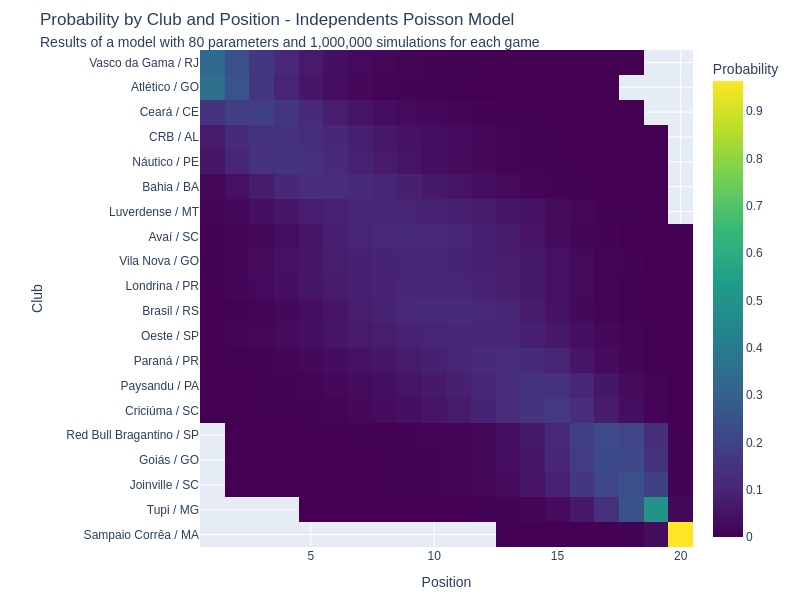 Probability by Club and Position - Independents Poisson Model
Results of a model with 80 parameters and 1,000,000 simulations for each game
Probability
Vasco da Gama / RJ
Atlético / GO
Ceará / CE
CRB / AL
Náutico / PE
Bahia / BA
Luverdense / MT
Avaí / SC
Vila Nova / GO
Londrina / PR
Brasil / RS
Oeste / SP
Paraná / PR
Paysandu / PA
Criciúma / SC
Red Bull Bragantino / SP
Goiás / GO
Joinville / SC
Tupi / MG
Sampaio Corrêa / MA
Club
5
10
15
20
Position
0.9
0.8
0.7
0.6
0.5
0.4
0.3
0.2
0.1
0